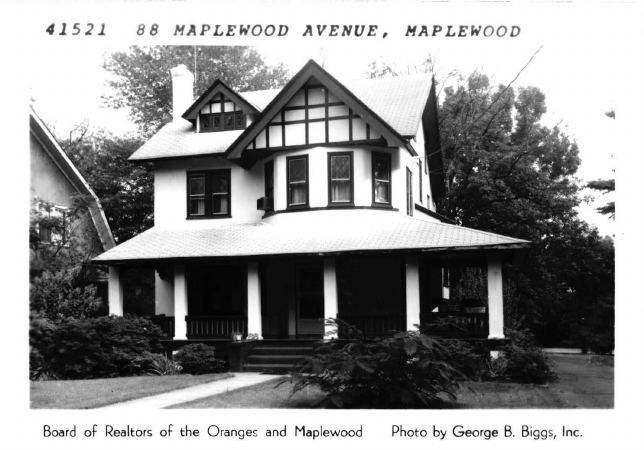 41521 88 MAPLEWOOD AVENUE, MAPLEWOOD
Board of Realtors of the Oranges and Maplewood Photo by George B. Biggs, Inc.